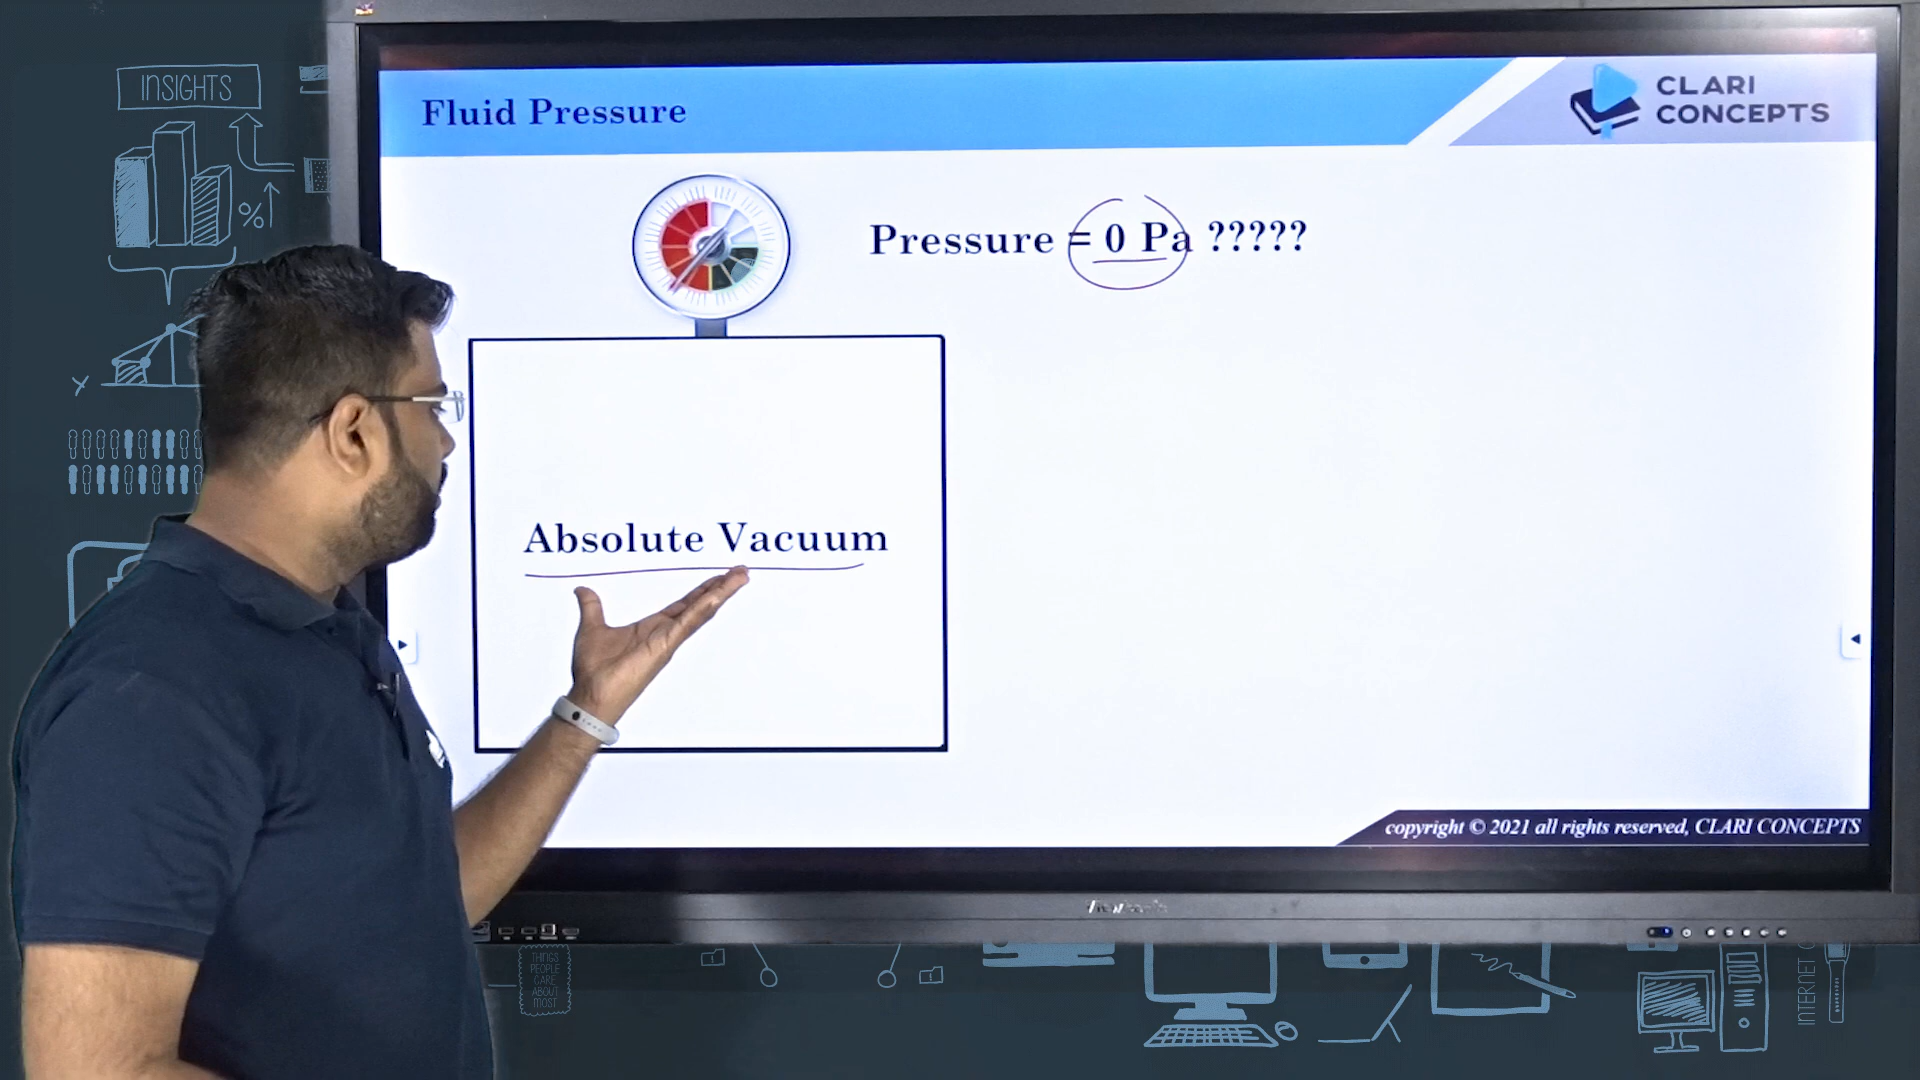 INSIGHTS
%
Fluid Pressure
CLARI
CONCEPTS
Pressure = 0 Pa ?????
X
Absolute Vacuum
copyright © 2021 all rights reserved, CLARI CONCEPTS
ViewSonic
THINGS
PEOPLE
CARE
ABOUT
MOST
INTERNET